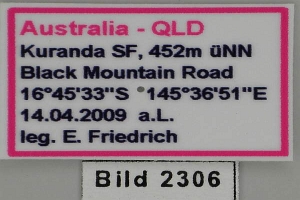 Australia - QLD
Kuranda SF, 452m üNN
Black Mountain Road
16°45'33"S °145°36'51"E
14.04.2009 a.L.
leg. E. Friedrich
Bild 2306